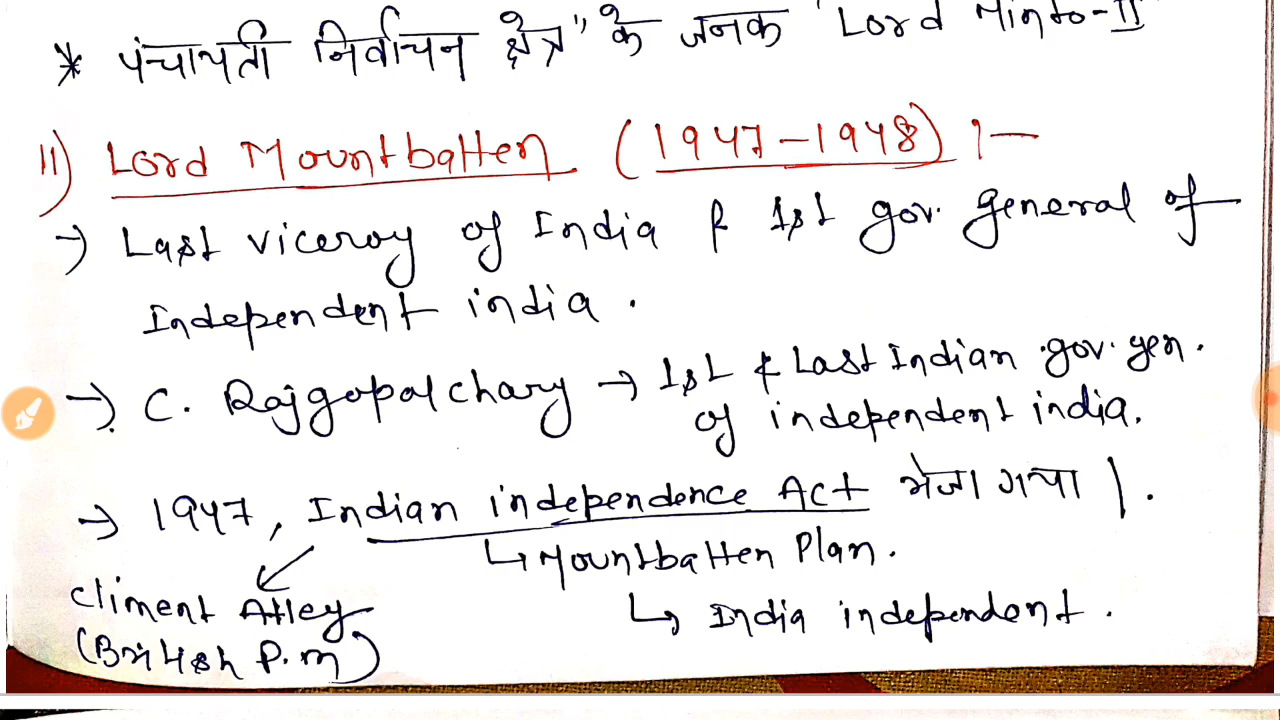 * पंचायती निर्वाचन क्षेत्र" के जनक Lord Minto-II
11) Lord Mountbatten (1947-1948) :—
→ Last viceroy of India & 1st gov. general of
Independent india.
→ C. Rajgopalchary → 1st & Last Indian gov. gen.
of independent india.
→ 1947, Indian independence Act भेजा गया |.
↳ Mountbatten Plan.
↳ India independent.
climent Atley
(British P.m)